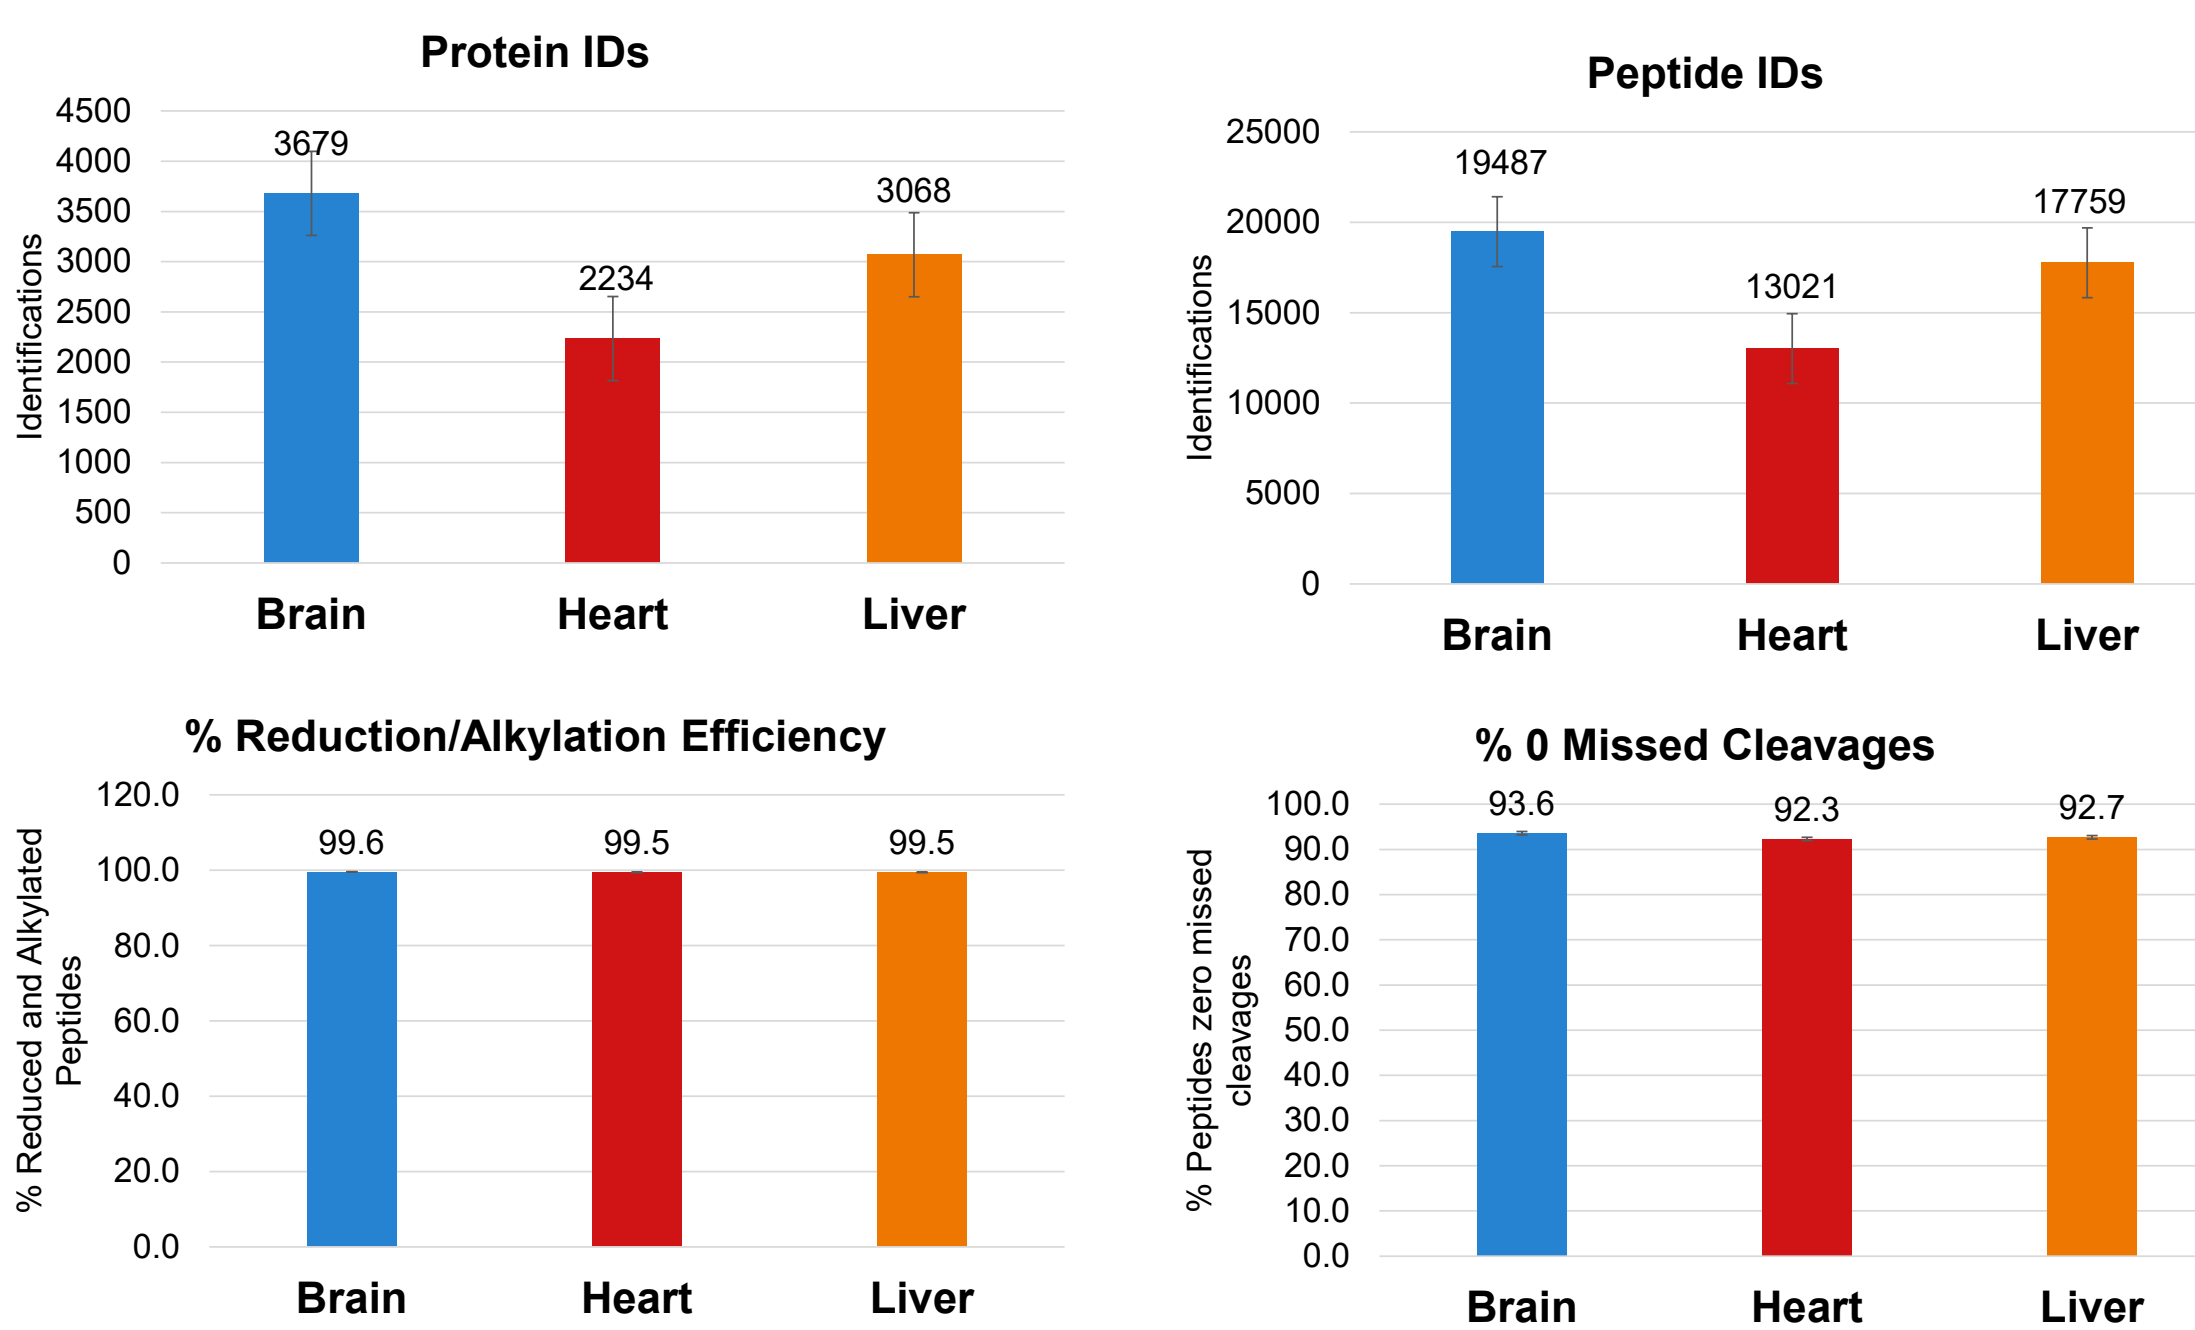 Protein IDs
4500
4000
3500
3000
2500
2000
1500
1000
500
0
Identifications
3679
2234
3068
Brain
Heart
Liver
Peptide IDs
25000
20000
15000
10000
5000
0
Identifications
19487
13021
17759
Brain
Heart
Liver
% Reduction/Alkylation Efficiency
120.0
100.0
80.0
60.0
40.0
20.0
0.0
% Reduced and Alkylated
Peptides
99.6
99.5
99.5
Brain
Heart
Liver
% 0 Missed Cleavages
100.0
90.0
80.0
70.0
60.0
50.0
40.0
30.0
20.0
10.0
0.0
% Peptides zero missed
cleavages
93.6
92.3
92.7
Brain
Heart
Liver